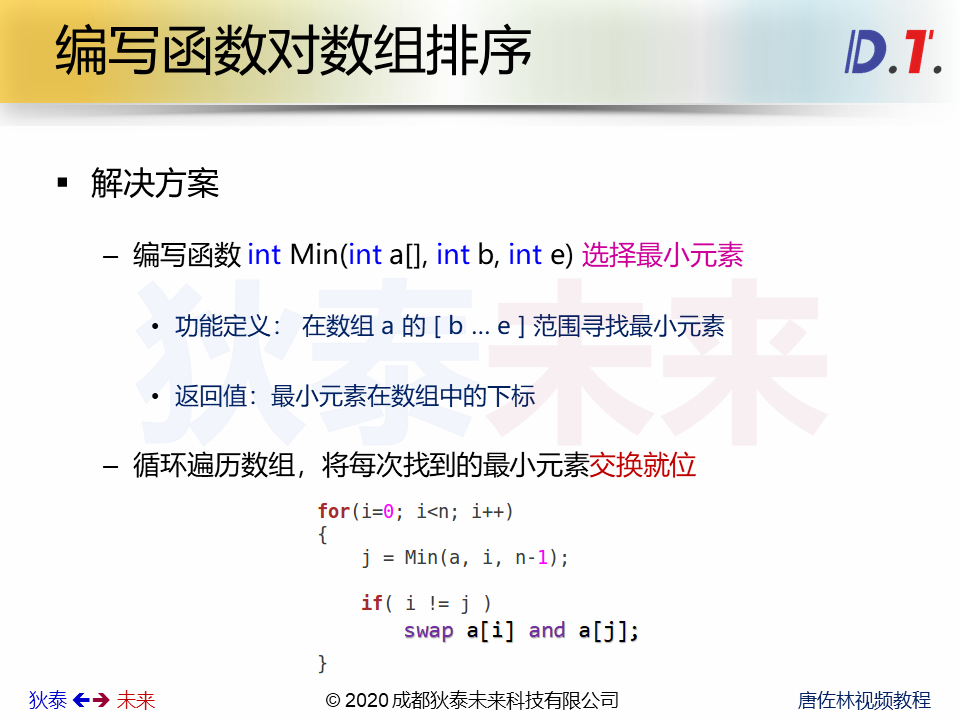 编写函数对数组排序
D.T.
▪ 解决方案
– 编写函数 int Min(int a[], int b, int e) 选择最小元素
• 功能定义： 在数组 a 的 [ b ... e ] 范围寻找最小元素
• 返回值：最小元素在数组中的下标
– 循环遍历数组，将每次找到的最小元素交换就位
狄泰未来
for(i=0; i<n; i++)
{
    j = Min(a, i, n-1);
    if( i != j )
        swap a[i] and a[j];
}
狄泰 ←→ 未来
© 2020 成都狄泰未来科技有限公司
唐佐林视频教程